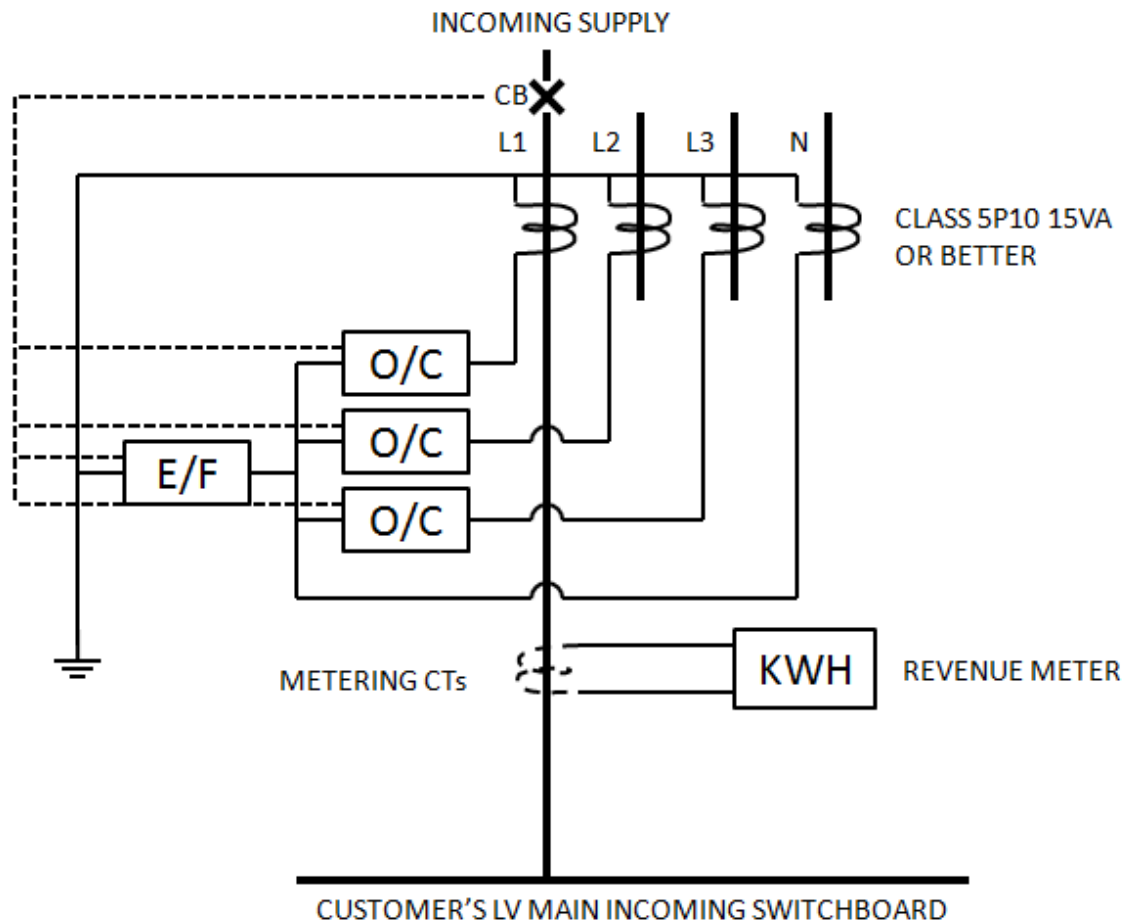 INCOMING SUPPLY
CB
L1
L2
L3
N
CLASS 5P10 15VA
OR BETTER
O/C
O/C
E/F
O/C
METERING CTs
KWH
REVENUE METER
CUSTOMER'S LV MAIN INCOMING SWITCHBOARD